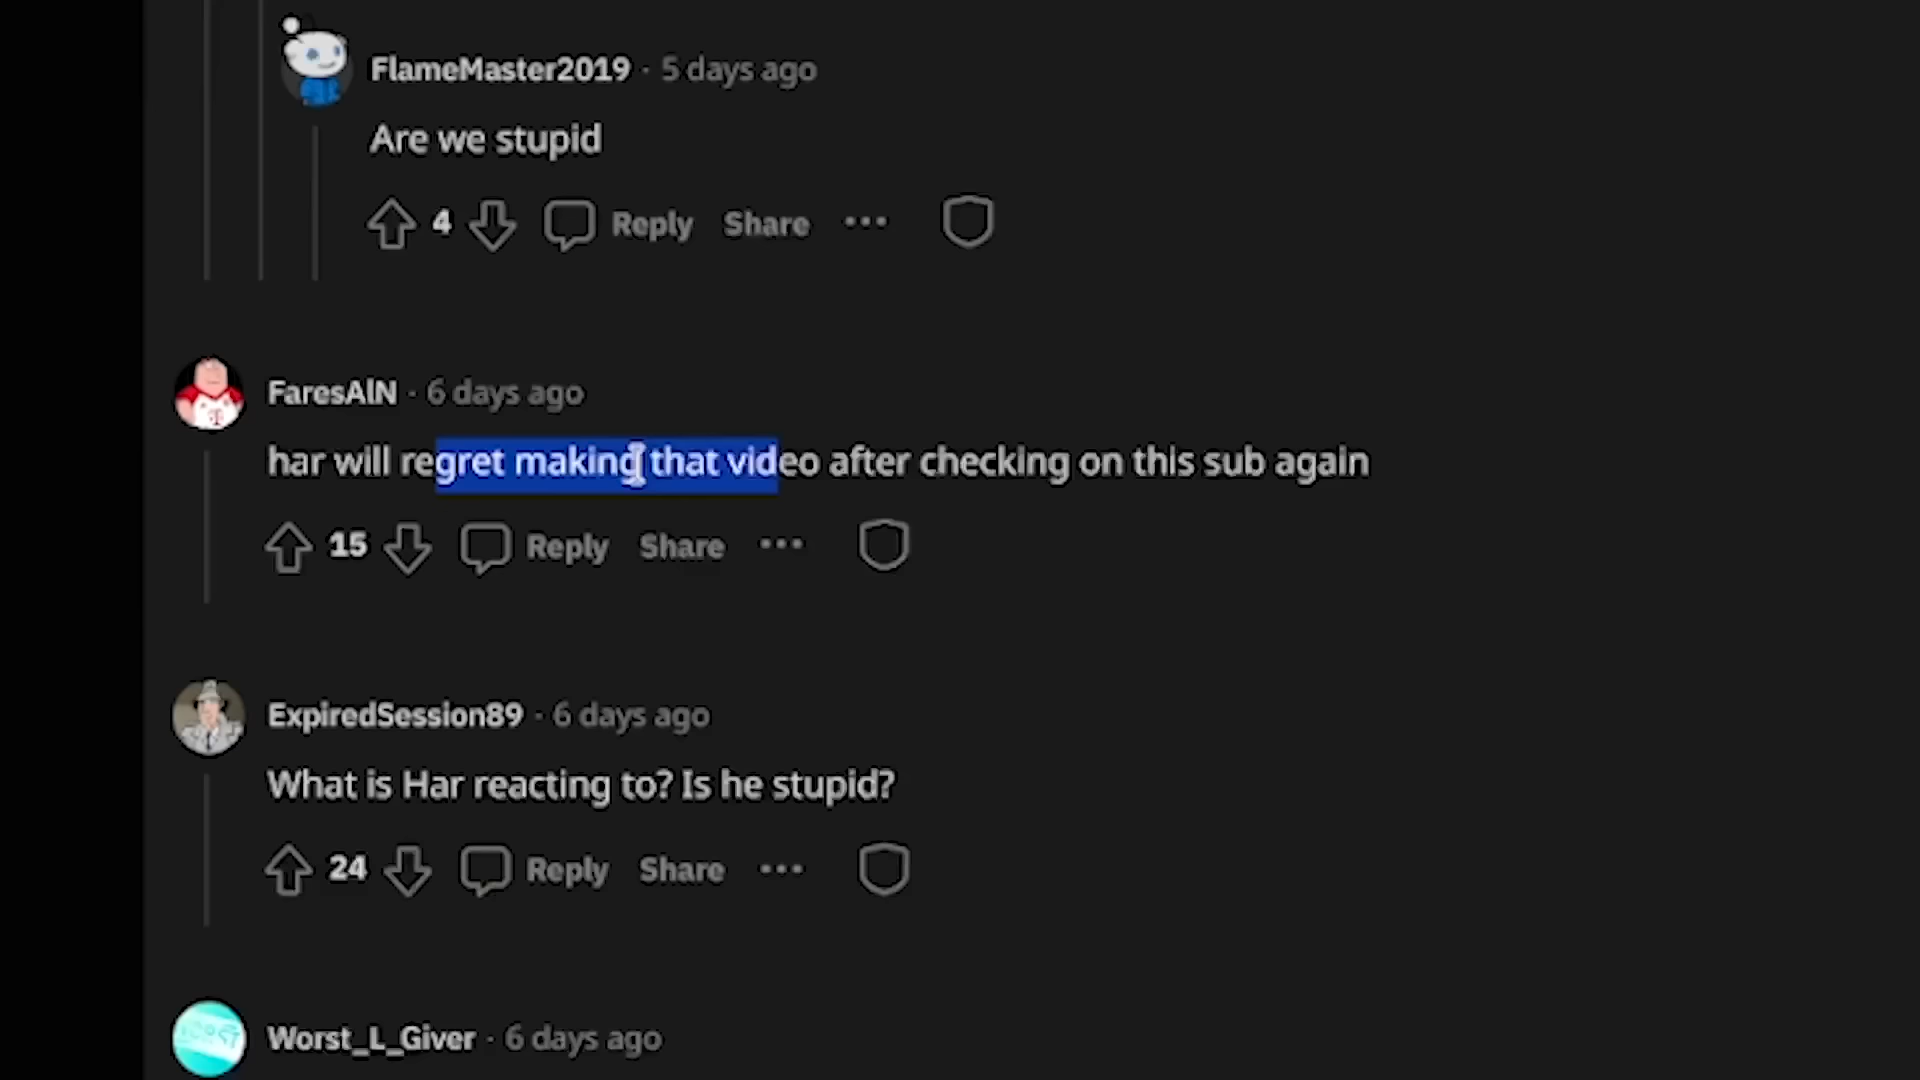 FlameMaster2019 · 5 days ago
Are we stupid
4 Reply Share ···
FaresAlN · 6 days ago
har will regret making that video after checking on this sub again
15 Reply Share ···
ExpiredSession89 · 6 days ago
What is Har reacting to? Is he stupid?
24 Reply Share ···
Worst_L_Giver · 6 days ago